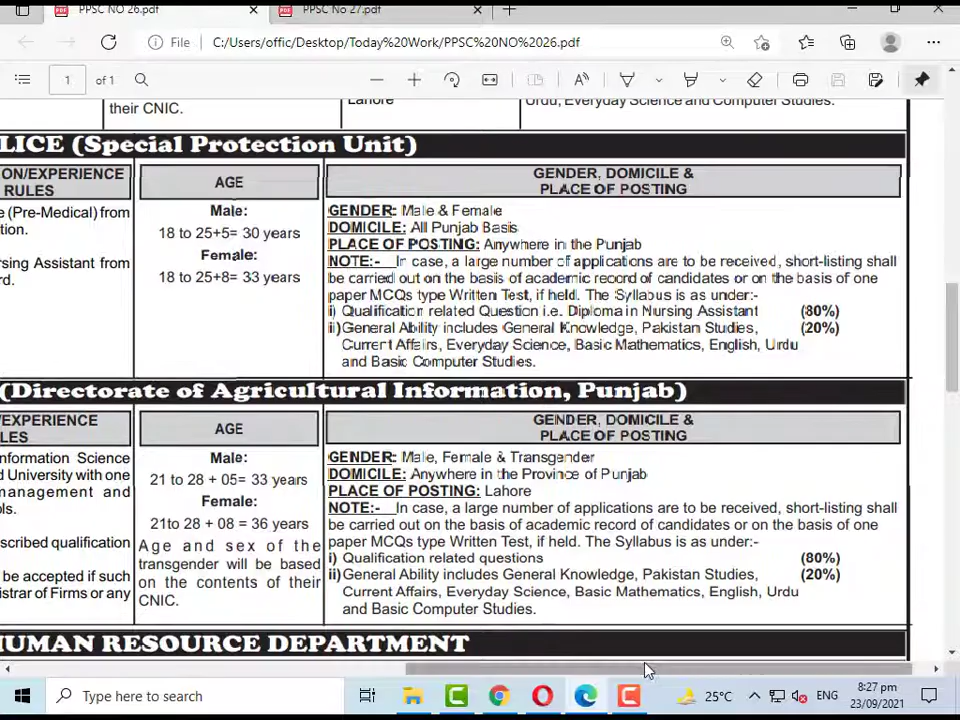 PPSC NO 26.pdf
PPSC No 27.pdf
File
C:/Users/offic/Desktop/Today%20Work/PPSC%20NO%2026.pdf
1 of 1
their CNIC.
Lahore
Urdu, Everyday Science and Computer Studies.
LICE (Special Protection Unit)
ON/EXPERIENCE
RULES
AGE
GENDER, DOMICILE &
PLACE OF POSTING
e (Pre-Medical) from
tion.
rsing Assistant from
rd.
Male:
18 to 25+5= 30 years
Female:
18 to 25+8= 33 years
GENDER: Male & Female
DOMICILE: All Punjab Basis
PLACE OF POSTING: Anywhere in the Punjab
NOTE:- In case, a large number of applications are to be received, short-listing shall
be carried out on the basis of academic record of candidates or on the basis of one
paper MCQs type Written Test, if held. The Syllabus is as under:-
i) Qualification related Question i.e. Diploma in Nursing Assistant (80%)
ii) General Ability includes General Knowledge, Pakistan Studies, (20%)
Current Affairs, Everyday Science, Basic Mathematics, English, Urdu
and Basic Computer Studies.
(Directorate of Agricultural Information, Punjab)
/EXPERIENCE
LES
AGE
GENDER, DOMICILE &
PLACE OF POSTING
nformation Science
d University with one
management and
ols.
scribed qualification
be accepted if such
istrar of Firms or any
Male:
21 to 28 + 05= 33 years
Female:
21to 28 + 08 = 36 years
Age and sex of the
transgender will be based
on the contents of their
CNIC.
GENDER: Male, Female & Transgender
DOMICILE: Anywhere in the Province of Punjab
PLACE OF POSTING: Lahore
NOTE:- In case, a large number of applications are to be received, short-listing shall
be carried out on the basis of academic record of candidates or on the basis of one
paper MCQs type Written Test, if held. The Syllabus is as under:-
i) Qualification related questions (80%)
ii) General Ability includes General Knowledge, Pakistan Studies, (20%)
Current Affairs, Everyday Science, Basic Mathematics, English, Urdu
and Basic Computer Studies.
HUMAN RESOURCE DEPARTMENT
Type here to search
25°C
ENG
8:27 pm
23/09/2021